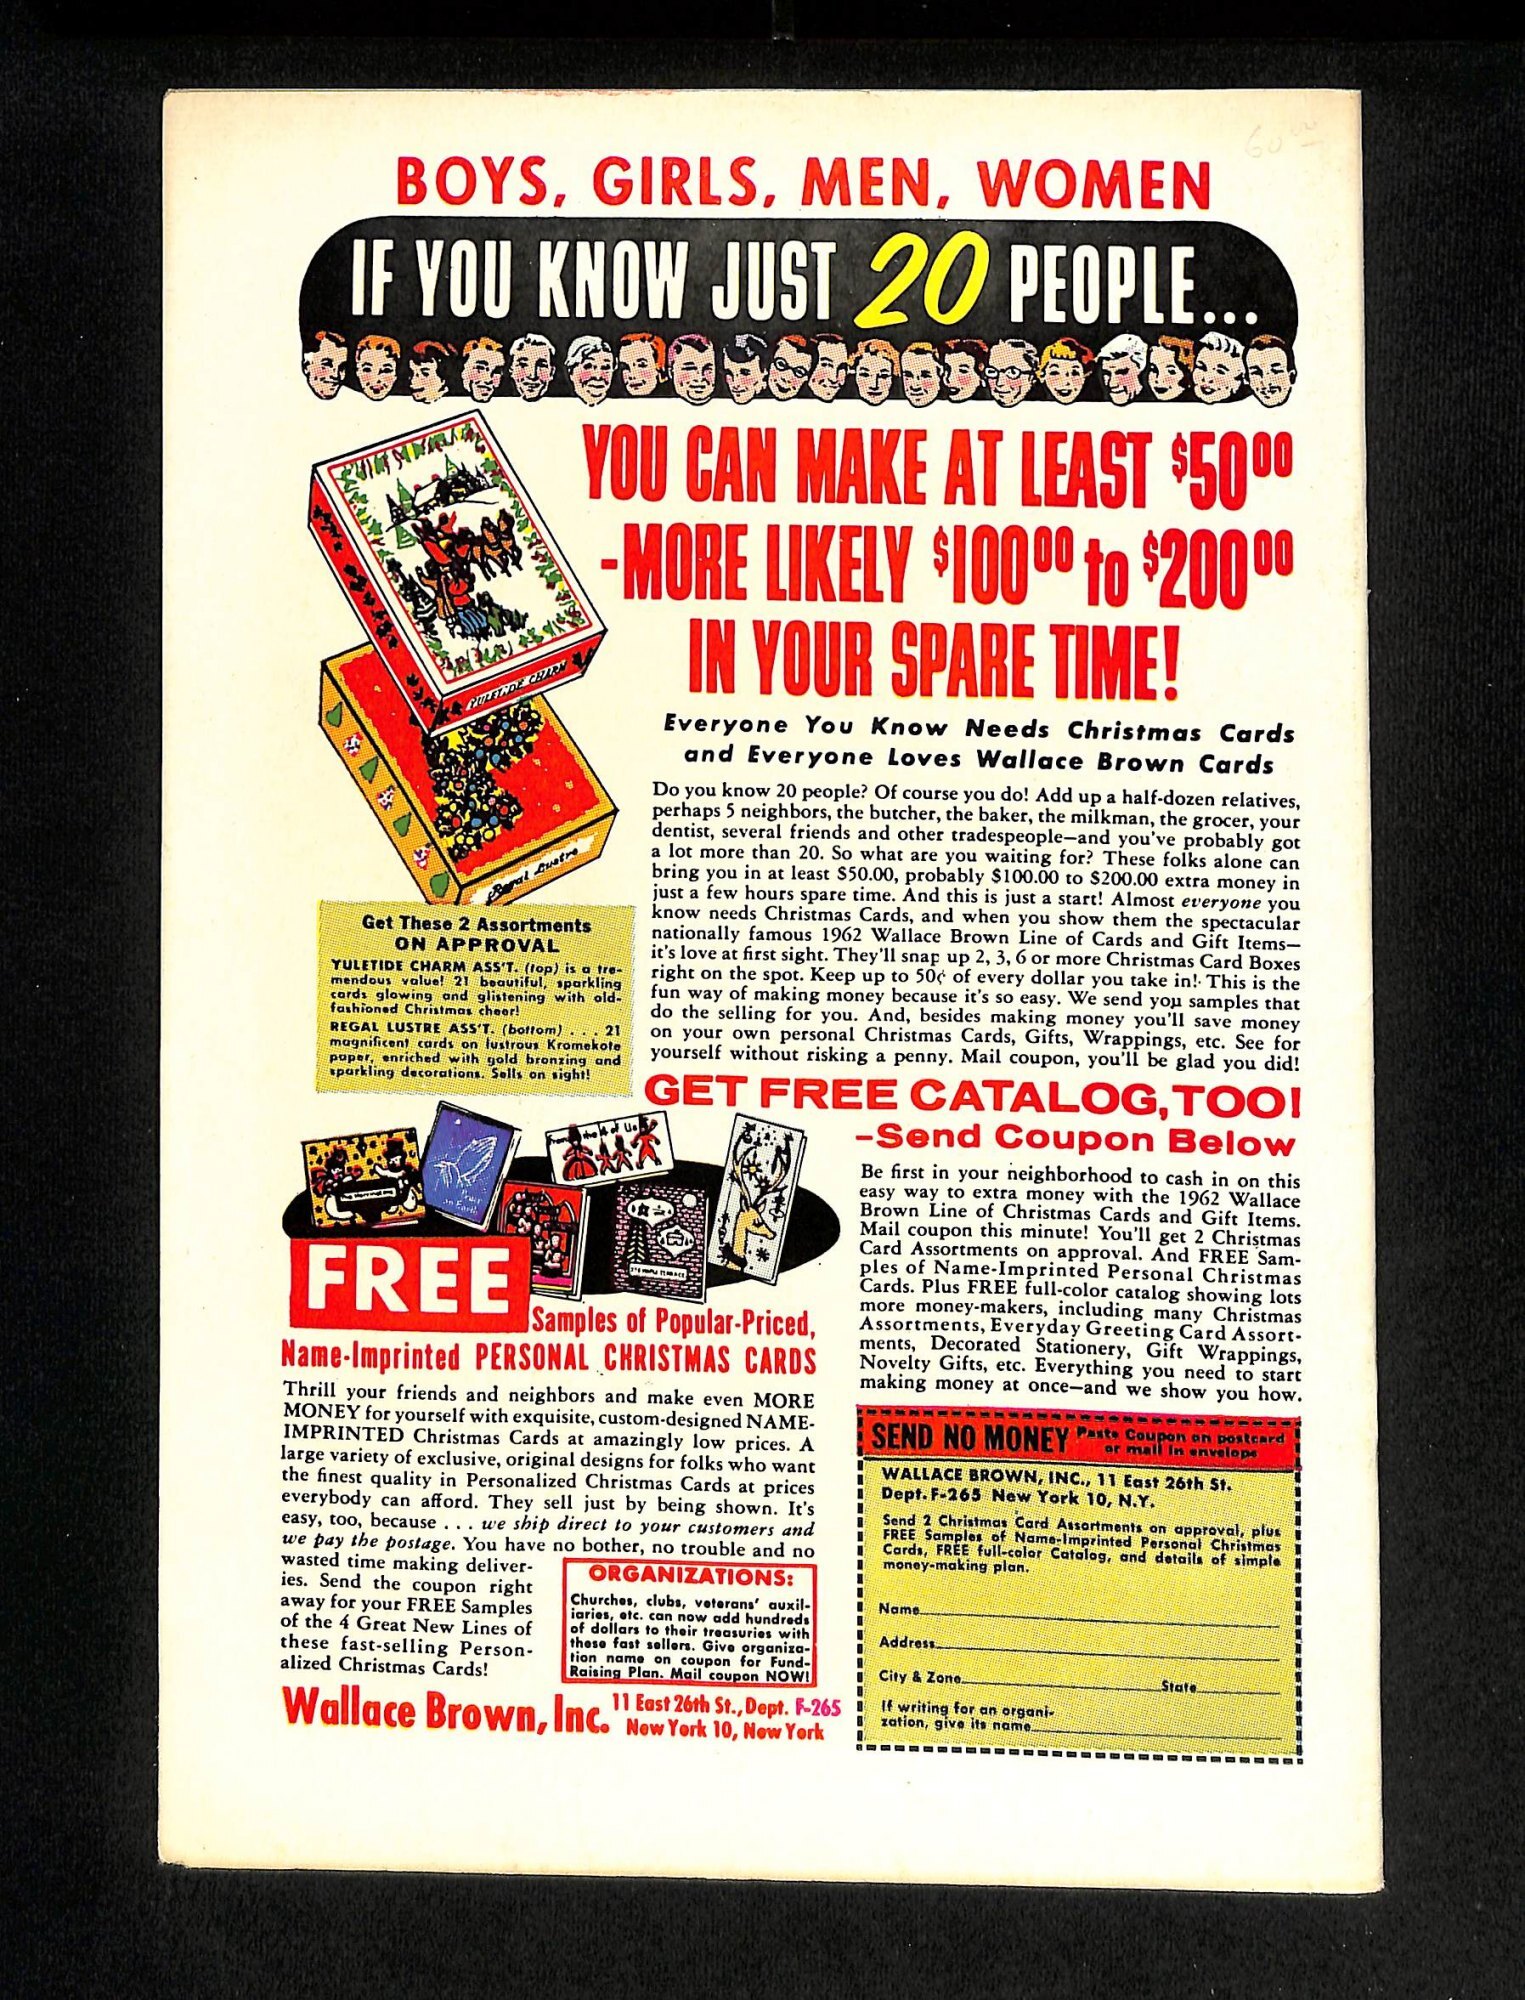 BOYS, GIRLS, MEN, WOMEN
IF YOU KNOW JUST 20 PEOPLE...
YOU CAN MAKE AT LEAST $50⁰⁰
-MORE LIKELY $100⁰⁰ to $200⁰⁰
IN YOUR SPARE TIME!
YULETIDE CHARM
Regal Lustre
Everyone You Know Needs Christmas Cards
and Everyone Loves Wallace Brown Cards
Do you know 20 people? Of course you do! Add up a half-dozen relatives,
perhaps 5 neighbors, the butcher, the baker, the milkman, the grocer, your
dentist, several friends and other tradespeople—and you've probably got
a lot more than 20. So what are you waiting for? These folks alone can
bring you in at least $50.00, probably $100.00 to $200.00 extra money in
just a few hours spare time. And this is just a start! Almost everyone you
know needs Christmas Cards, and when you show them the spectacular
nationally famous 1962 Wallace Brown Line of Cards and Gift Items—
it's love at first sight. They'll snap up 2, 3, 6 or more Christmas Card Boxes
right on the spot. Keep up to 50¢ of every dollar you take in! This is the
fun way of making money because it's so easy. We send you samples that
do the selling for you. And, besides making money you'll save money
on your own personal Christmas Cards, Gifts, Wrappings, etc. See for
yourself without risking a penny. Mail coupon, you'll be glad you did!
Get These 2 Assortments
ON APPROVAL
YULETIDE CHARM ASS'T. (top) is a tre-
mendous value! 21 beautiful, sparkling
cards glowing and glistening with old-
fashioned Christmas cheer!
REGAL LUSTRE ASS'T. (bottom) . . . 21
magnificent cards on lustrous Kromekote
paper, enriched with gold bronzing and
sparkling decorations. Sells on sight!
GET FREE CATALOG, TOO!
-Send Coupon Below
Be first in your neighborhood to cash in on this
easy way to extra money with the 1962 Wallace
Brown Line of Christmas Cards and Gift Items.
Mail coupon this minute! You'll get 2 Christmas
Card Assortments on approval. And FREE Sam-
ples of Name-Imprinted Personal Christmas
Cards. Plus FREE full-color catalog showing lots
more money-makers, including many Christmas
Assortments, Everyday Greeting Card Assort-
ments, Decorated Stationery, Gift Wrappings,
Novelty Gifts, etc. Everything you need to start
making money at once—and we show you how.
From the 4 of Us
Peace
on Earth
FREE
Samples of Popular-Priced,
Name-Imprinted PERSONAL CHRISTMAS CARDS
Thrill your friends and neighbors and make even MORE
MONEY for yourself with exquisite, custom-designed NAME-
IMPRINTED Christmas Cards at amazingly low prices. A
large variety of exclusive, original designs for folks who want
the finest quality in Personalized Christmas Cards at prices
everybody can afford. They sell just by being shown. It's
easy, too, because . . . we ship direct to your customers and
we pay the postage. You have no bother, no trouble and no
wasted time making deliver-
ies. Send the coupon right
away for your FREE Samples
of the 4 Great New Lines of
these fast-selling Person-
alized Christmas Cards!
ORGANIZATIONS:
Churches, clubs, veterans' auxil-
iaries, etc. can now add hundreds
of dollars to their treasuries with
these fast sellers. Give organiza-
tion name on coupon for Fund-
Raising Plan. Mail coupon NOW!
Wallace Brown, Inc. 11 East 26th St., Dept. F-265
New York 10, New York
SEND NO MONEY Paste Coupon on postcard
or mail in envelope
WALLACE BROWN, INC., 11 East 26th St.
Dept. F-265 New York 10, N.Y.
Send 2 Christmas Card Assortments on approval, plus
FREE Samples of Name-Imprinted Personal Christmas
Cards, FREE full-color Catalog, and details of simple
money-making plan.
Name
Address
City & Zone State
If writing for an organi-
zation, give its name